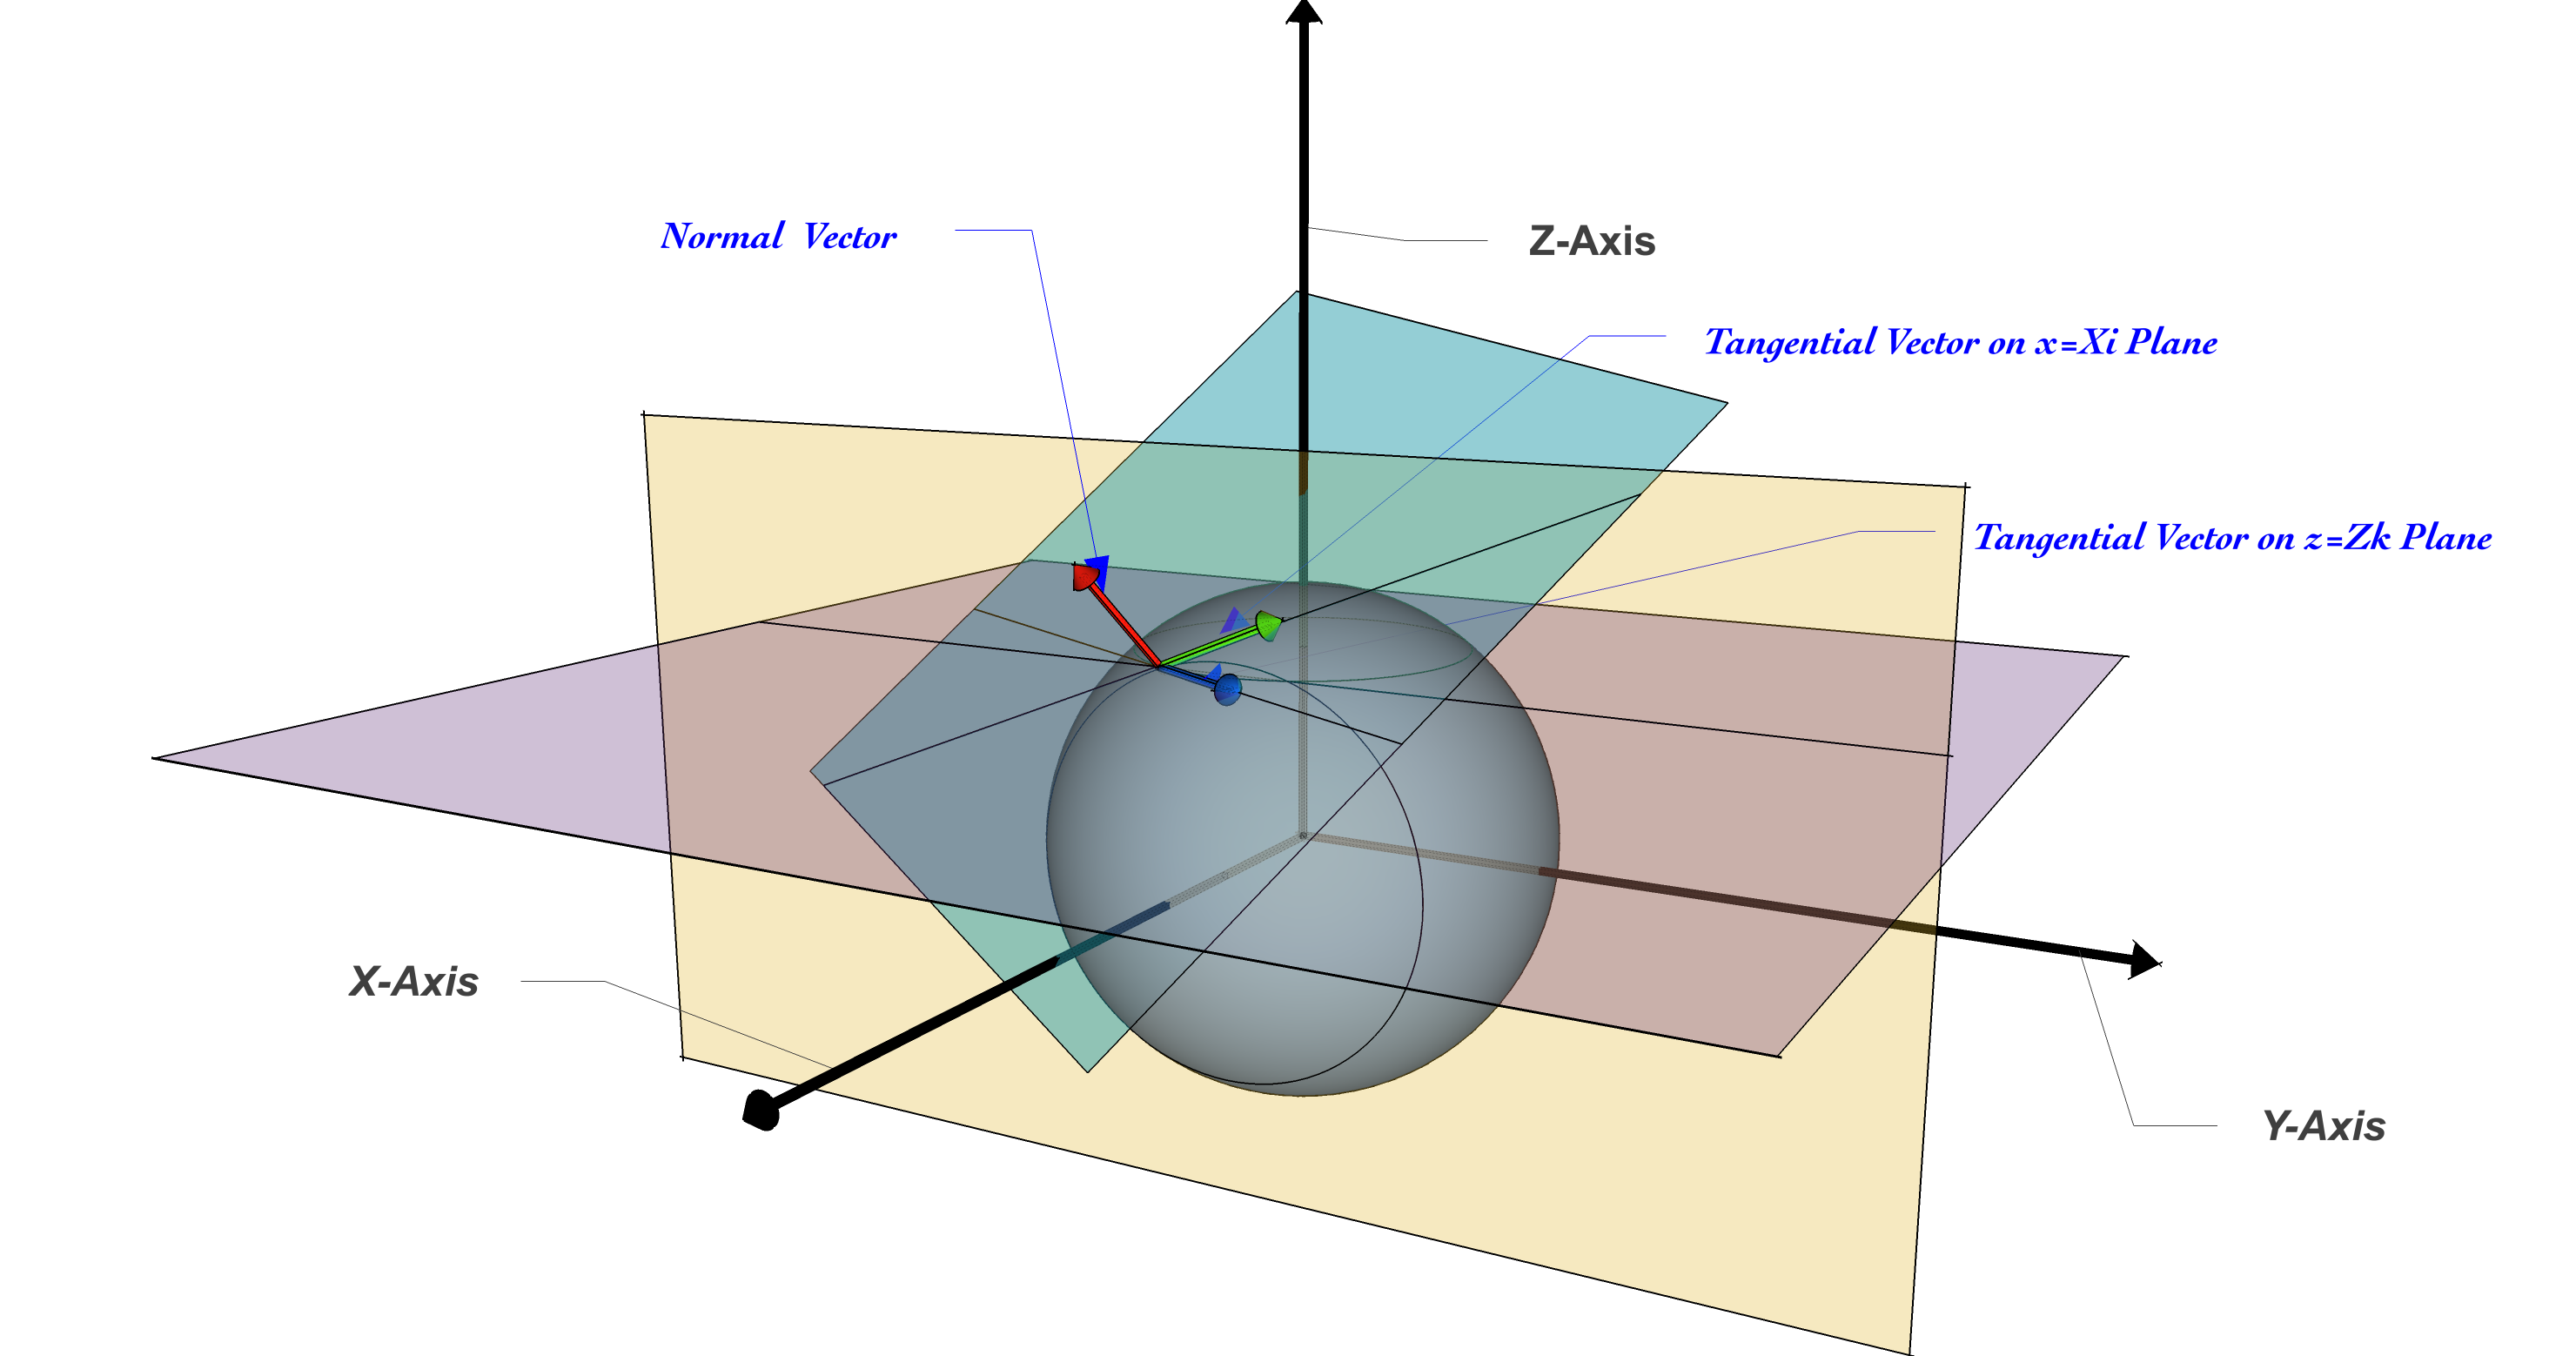 Normal Vector
Z-Axis
Tangential Vector on x=Xi Plane
Tangential Vector on z=Zk Plane
X-Axis
Y-Axis